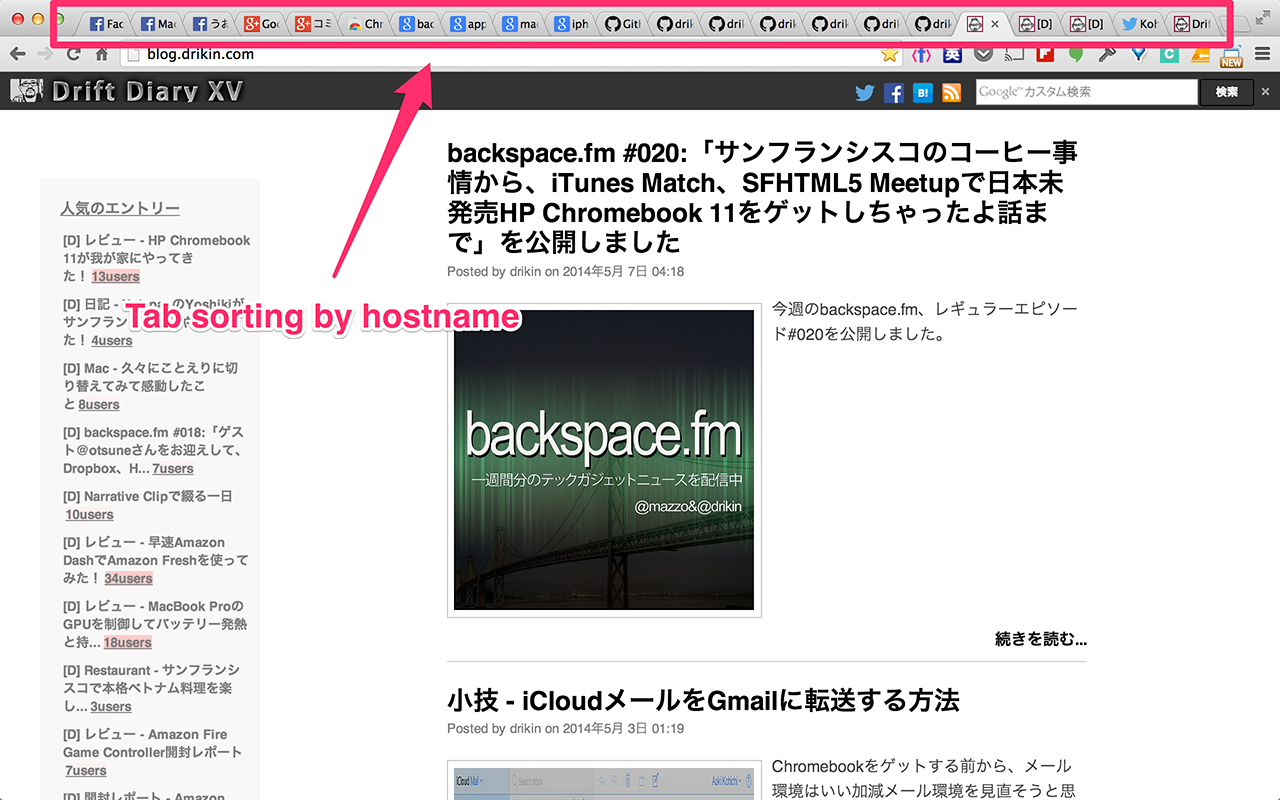 Fac
Mac
うお
Goo
コミ
Chr
bac
app
mac
iph
Gitl
drik
drik
drik
drik
drik
drik
[D]
[D]
Koh
Drif
blog.drikin.com
英
B!
NEW
Drift Diary XV
Google™カスタム検索
検索
人気のエントリー
[D] レビュー - HP Chromebook
11が我が家にやってき
た！ 13users
[D] 日記 -
のYoshikiが
サンフラン
た！ 4users
[D] Mac - 久々にことえりに切
り替えてみて感動したこ
と 8users
[D] backspace.fm #018:「ゲス
ト＠otsuneさんをお迎えして、
Dropbox、H... 7users
[D] Narrative Clipで綴る一日
10users
[D] レビュー - 早速Amazon
DashでAmazon Freshを使って
みた！ 34users
[D] レビュー - MacBook Proの
GPUを制御してバッテリー発熱
と持... 18users
[D] Restaurant - サンフランシ
スコで本格ベトナム料理を楽
し... 3users
[D] レビュー - Amazon Fire
Game Controller開封レポート
7users
[D] 開封レポート - Amazon
Tab sorting by hostname
backspace.fm #020:「サンフランシスコのコーヒー事
情から、iTunes Match、SFHTML5 Meetupで日本未
発売HP Chromebook 11をゲットしちゃったよ話ま
で」を公開しました
Posted by drikin on 2014年5月 7日 04:18
今週のbackspace.fm、レギュラーエピソー
ド#020を公開しました。
backspace.fm
一週間分のテックガジェットニュースを配信中
@mazzo&@drikin
続きを読む...
小技 - iCloudメールをGmailに転送する方法
Posted by drikin on 2014年5月 3日 01:19
iCloud Mail
Search Inbox
Aoki Kohichi
Chromebookをゲットする前から、メール
環境はいい加減メール環境を見直そうと思